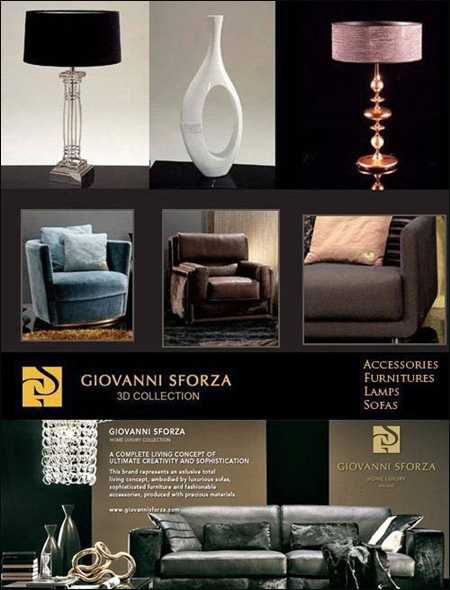 GIOVANNI SFORZA
3D COLLECTION
ACCESSORIES
FURNITURES
LAMPS
SOFAS
GIOVANNI SFORZA
HOME LUXURY COLLECTION
A COMPLETE LIVING CONCEPT OF
ULTIMATE CREATIVITY AND SOPHISTICATION
This brand rapresents an eslusive total
living concept, embodied by luxurious sofas,
sophisticated furniture and fashionable
accessories, produced with precious materials
www.giovannisforza.com
GIOVANNI SFORZA
HOME LUXURY